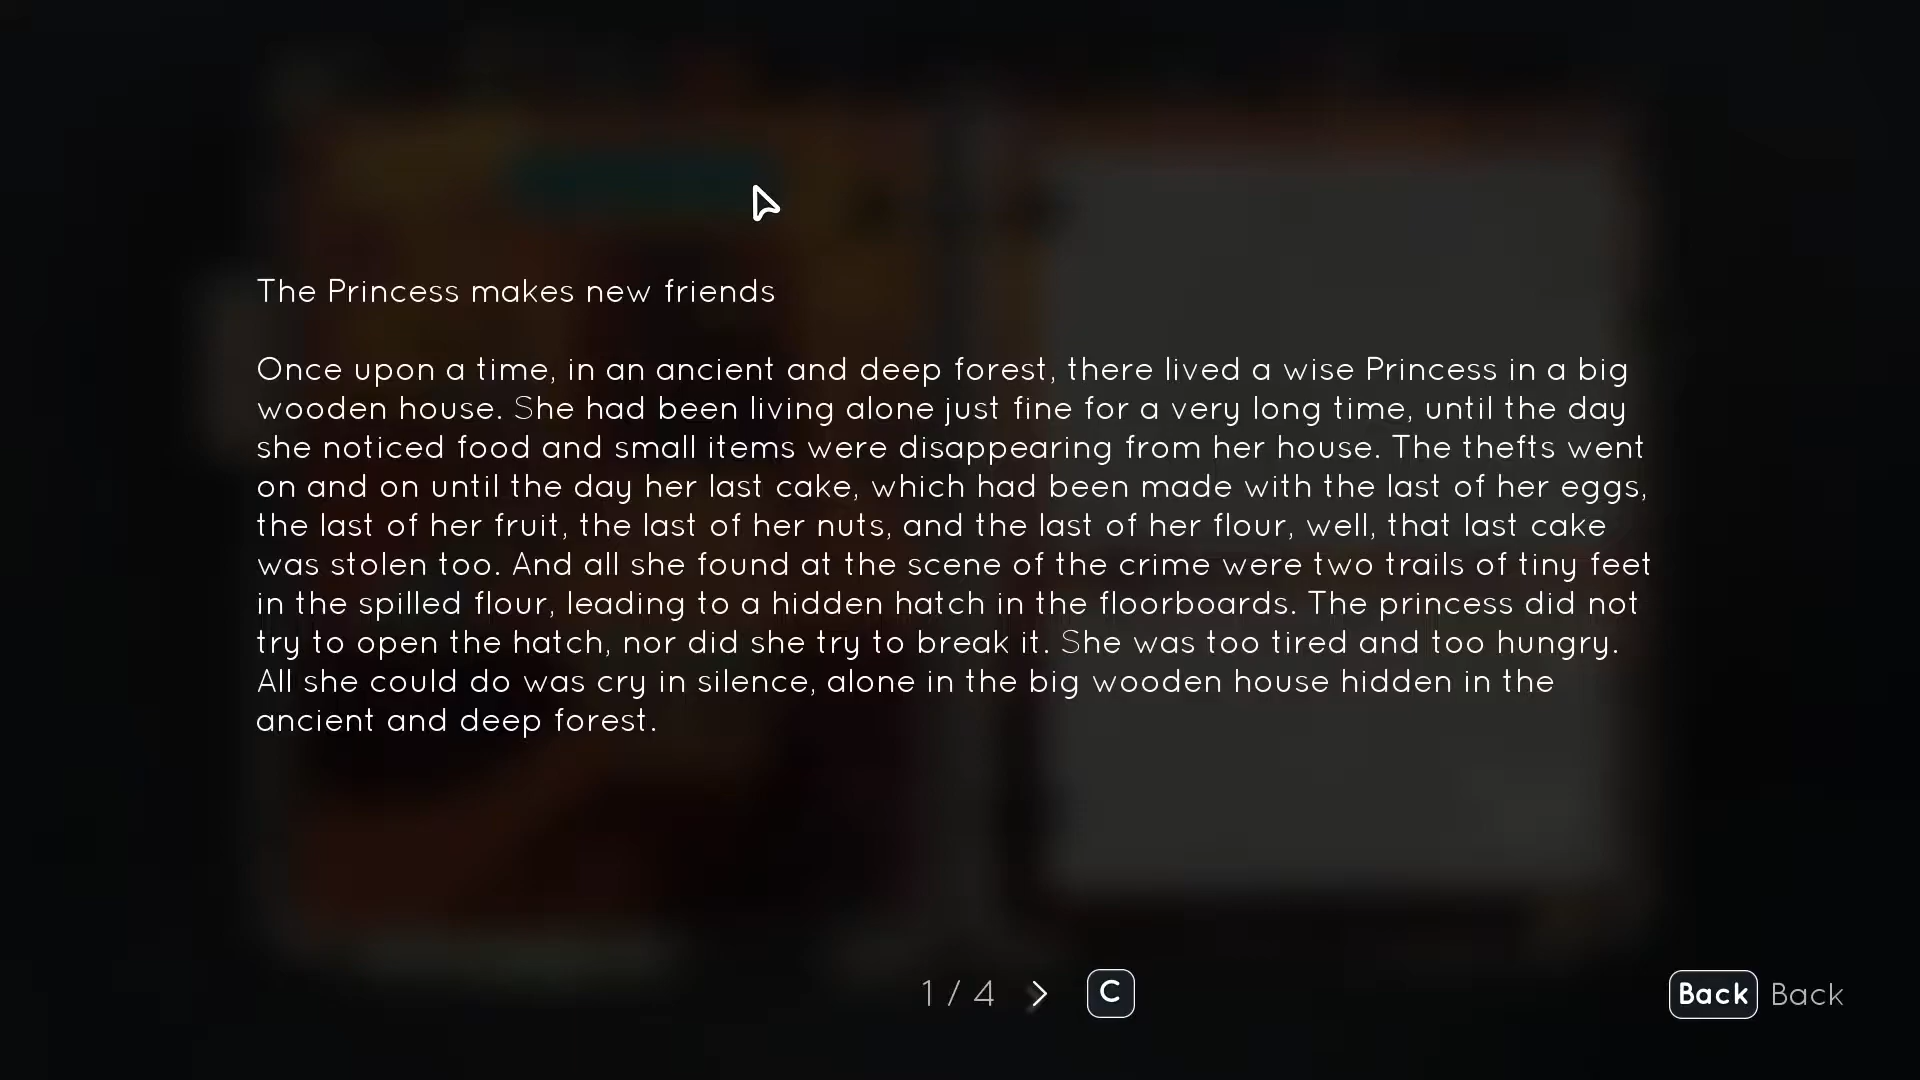 The Princess makes new friends
Once upon a time, in an ancient and deep forest, there lived a wise Princess in a big
wooden house. She had been living alone just fine for a very long time, until the day
she noticed food and small items were disappearing from her house. The thefts went
on and on until the day her last cake, which had been made with the last of her eggs,
the last of her fruit, the last of her nuts, and the last of her flour, well, that last cake
was stolen too. And all she found at the scene of the crime were two trails of tiny feet
in the spilled flour, leading to a hidden hatch in the floorboards. The princess did not
try to open the hatch, nor did she try to break it. She was too tired and too hungry.
All she could do was cry in silence, alone in the big wooden house hidden in the
ancient and deep forest.
1 / 4 > C Back Back